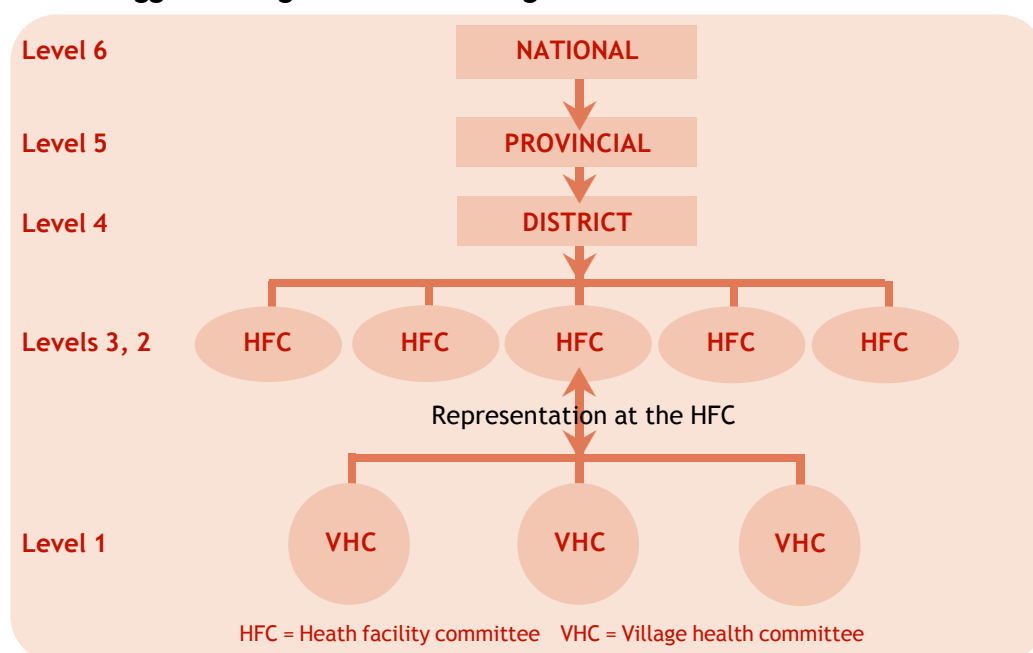 Level 6 NATIONAL
Level 5 PROVINCIAL
Level 4 DISTRICT
Levels 3, 2 HFC HFC HFC HFC HFC
Representation at the HFC
Level 1 VHC VHC VHC
HFC = Heath facility committee VHC = Village health committee